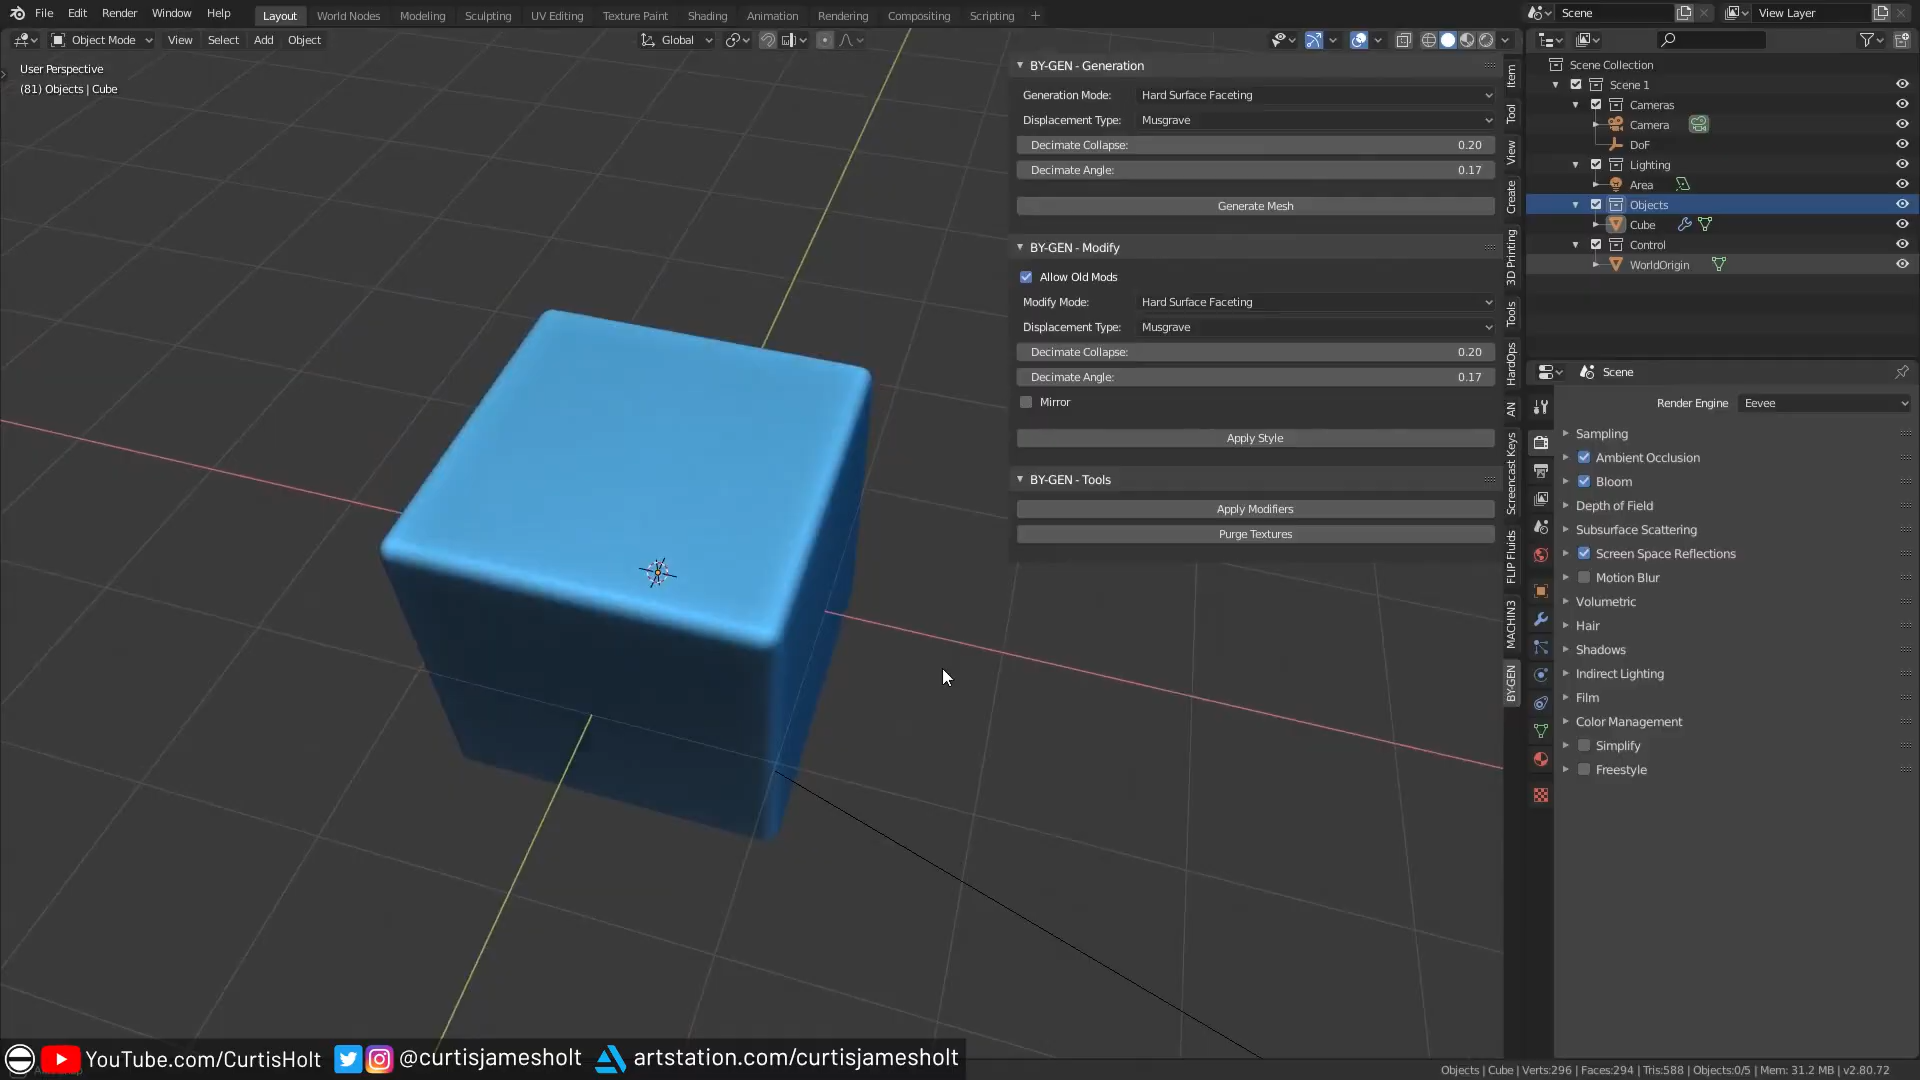 File Edit Render Window Help Layout World Nodes Modeling Sculpting UV Editing Texture Paint Shading Animation Rendering Compositing Scripting + Scene View Layer
Object Mode View Select Add Object Global
User Perspective
(81) Objects | Cube
BY-GEN - Generation
Generation Mode: Hard Surface Faceting
Displacement Type: Musgrave
Decimate Collapse: 0.20
Decimate Angle: 0.17
Generate Mesh
BY-GEN - Modify
Allow Old Mods
Modify Mode: Hard Surface Faceting
Displacement Type: Musgrave
Decimate Collapse: 0.20
Decimate Angle: 0.17
Mirror
Apply Style
BY-GEN - Tools
Apply Modifiers
Purge Textures
Item
Tool
View
Create
3D Printing
Tools
HardOps
AN
Screencast Keys
FLIP Fluids
MACHIN3
BY-GEN
Scene Collection
Scene 1
Cameras
Camera
DoF
Lighting
Area
Objects
Cube
Control
WorldOrigin
Scene
Render Engine Eevee
Sampling
Ambient Occlusion
Bloom
Depth of Field
Subsurface Scattering
Screen Space Reflections
Motion Blur
Volumetric
Hair
Shadows
Indirect Lighting
Film
Color Management
Simplify
Freestyle
YouTube.com/CurtisHolt @curtisjamesholt artstation.com/curtisjamesholt
Objects | Cube | Verts:296 | Faces:294 | Tris:588 | Objects:0/5 | Mem: 31.2 MB | v2.80.72